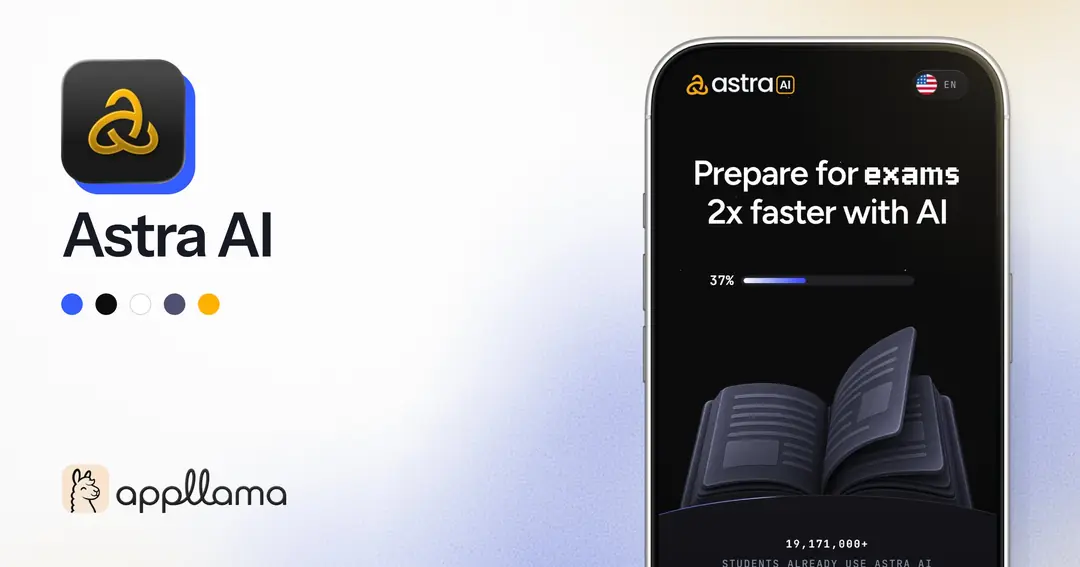 Astra AI
appllama
astra AI
EN
Prepare for exams
2x faster with AI
37%
19,171,000+
STUDENTS ALREADY USE ASTRA AI